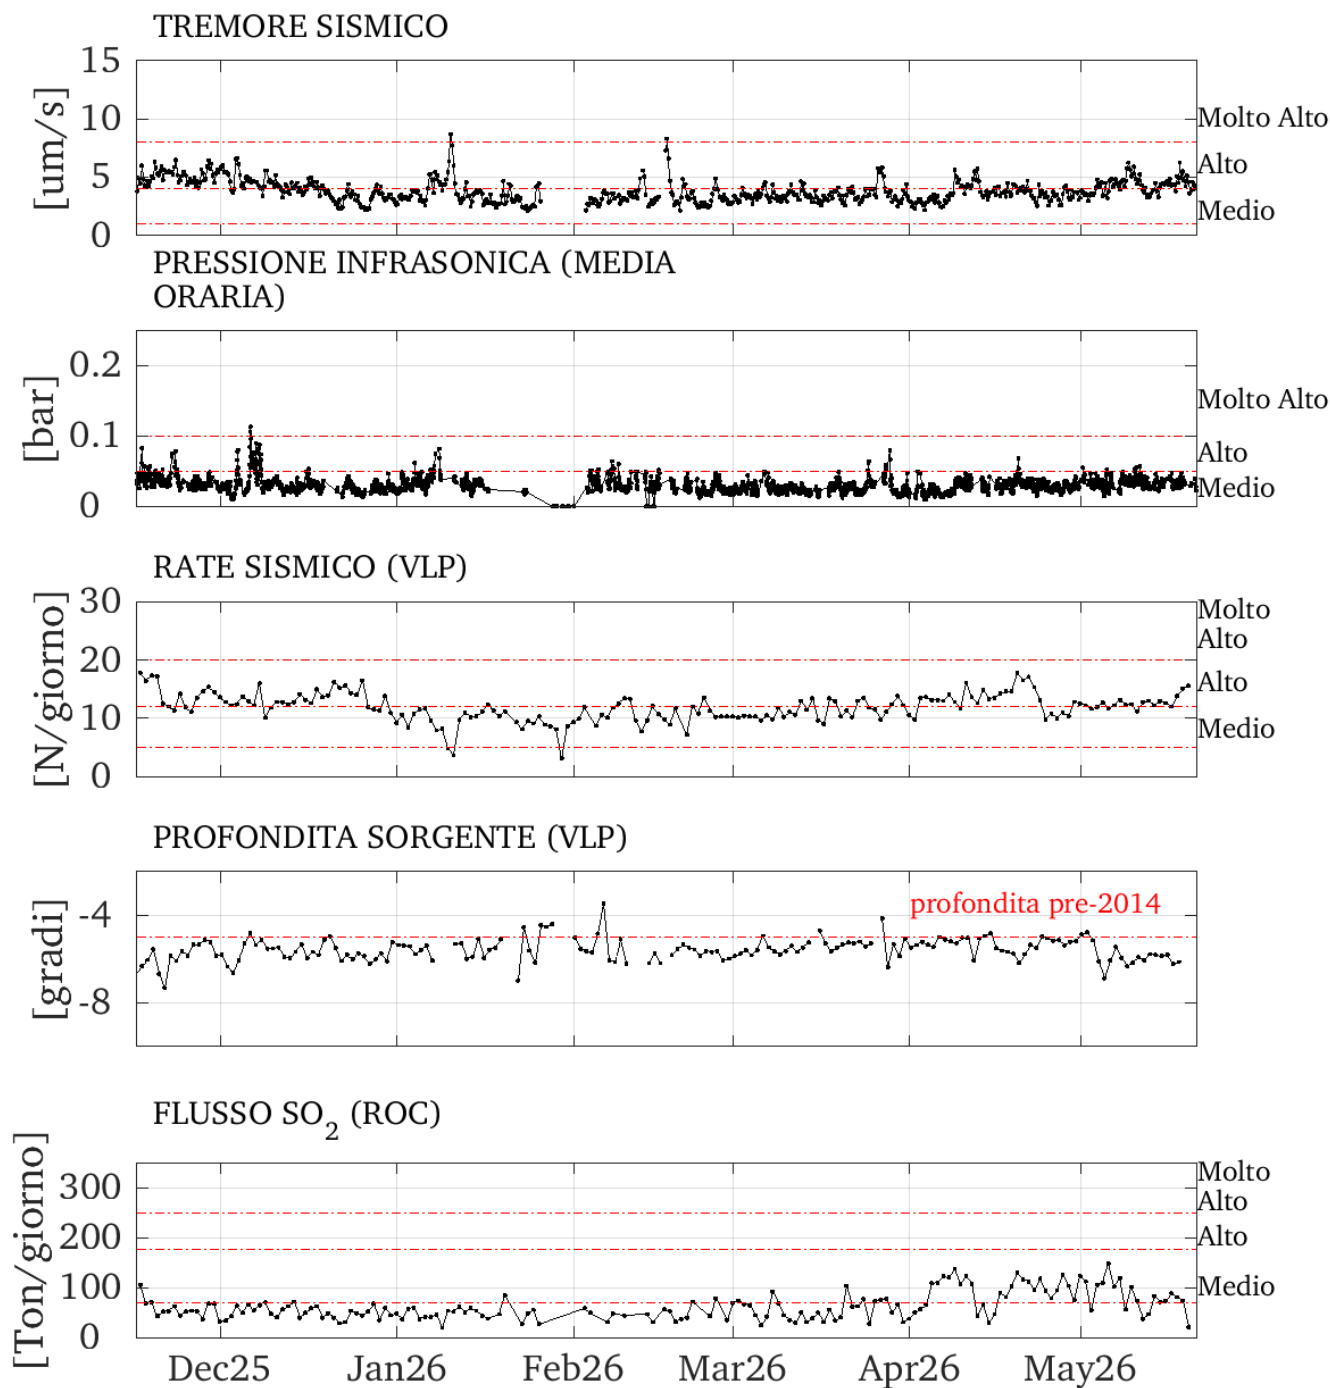 TREMORE SISMICO
15
10
5
0
[um/s]
Molto Alto
Alto
Medio
PRESSIONE INFRASONICA (MEDIA
ORARIA)
0.2
0.1
0
[bar]
Molto Alto
Alto
Medio
RATE SISMICO (VLP)
30
20
10
0
[N/giorno]
Molto
Alto
Alto
Medio
PROFONDITA SORGENTE (VLP)
-4
-8
[gradi]
profondita pre-2014
FLUSSO SO2 (ROC)
300
200
100
0
[Ton/giorno]
Molto
Alto
Alto
Medio
Dec25 Jan26 Feb26 Mar26 Apr26 May26